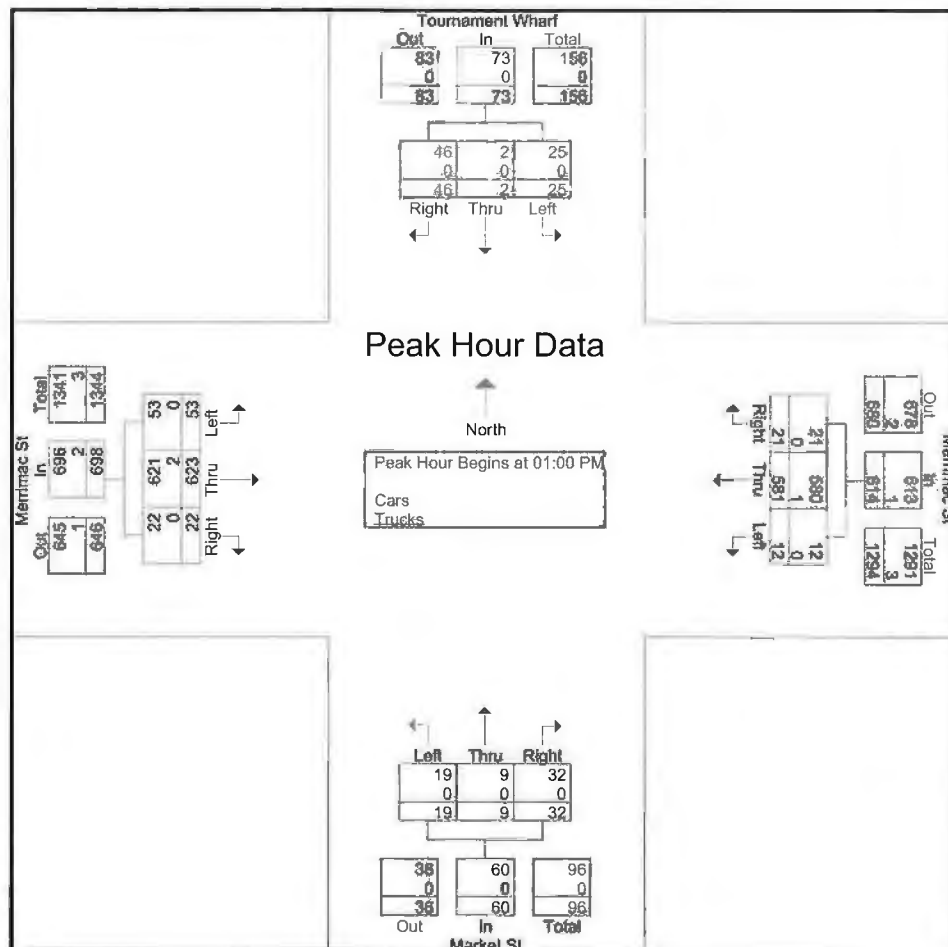 Tournament Wharf
Out In Total
83 73 156
0 0 0
83 73 156
46 2 25
0 0 0
46 2 25
Right Thru Left
Peak Hour Data
North
Peak Hour Begins at 01:00 PM
Cars
Trucks
Merrimac St
Out In Total
645 696 1341
1 2 3
646 698 1344
Left
53
0
53
Thru
621
2
623
Right
22
0
22
Out In Total
678 613 1291
2 1 3
680 614 1294
Right
21
0
21
Thru
580
1
581
Left
12
0
12
Left Thru Right
19 9 32
0 0 0
19 9 32
36 60 96
0 0 0
36 60 96
Out In Total
Market St